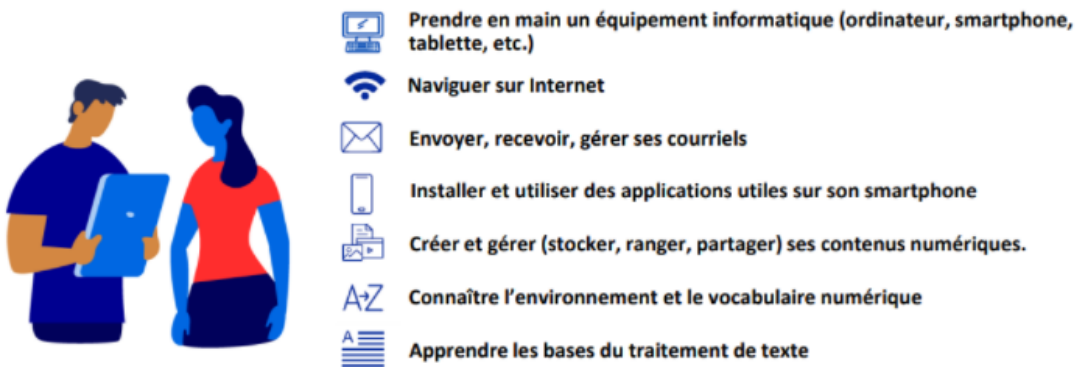 Prendre en main un équipement informatique (ordinateur, smartphone,
tablette, etc.)
Naviguer sur Internet
Envoyer, recevoir, gérer ses courriels
Installer et utiliser des applications utiles sur son smartphone
Créer et gérer (stocker, ranger, partager) ses contenus numériques.
A→Z Connaître l'environnement et le vocabulaire numérique
A Apprendre les bases du traitement de texte